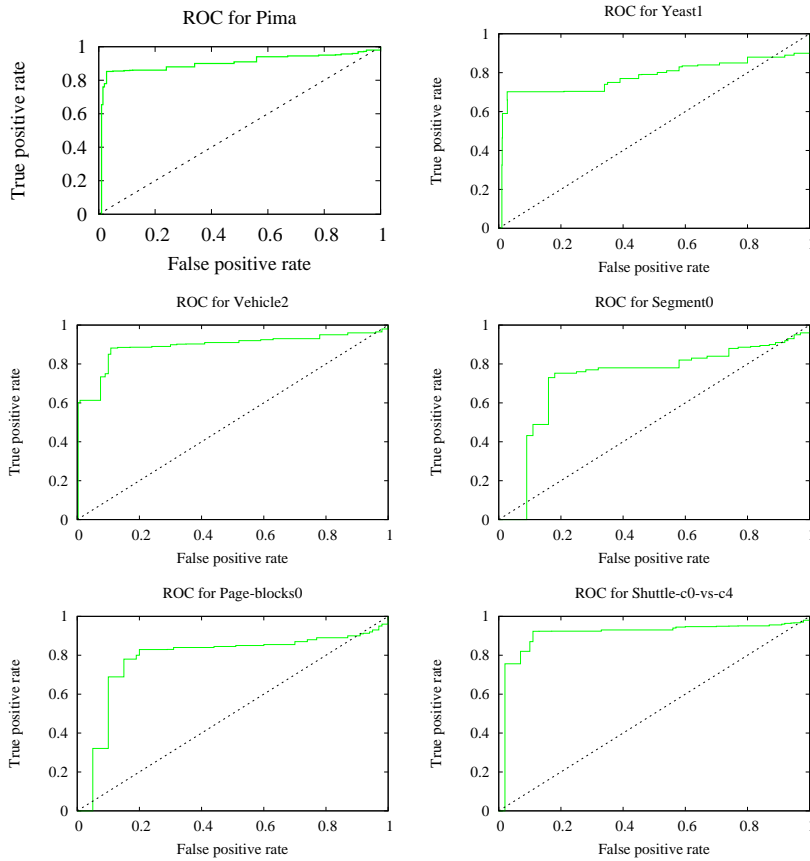 ROC for Pima
1
0.8
0.6
0.4
0.2
0
0 0.2 0.4 0.6 0.8 1
True positive rate
False positive rate
ROC for Yeast1
1
0.8
0.6
0.4
0.2
0
0 0.2 0.4 0.6 0.8 1
True positive rate
False positive rate
ROC for Vehicle2
1
0.8
0.6
0.4
0.2
0
0 0.2 0.4 0.6 0.8 1
True positive rate
False positive rate
ROC for Segment0
1
0.8
0.6
0.4
0.2
0
0 0.2 0.4 0.6 0.8 1
True positive rate
False positive rate
ROC for Page-blocks0
1
0.8
0.6
0.4
0.2
0
0 0.2 0.4 0.6 0.8 1
True positive rate
False positive rate
ROC for Shuttle-c0-vs-c4
1
0.8
0.6
0.4
0.2
0
0 0.2 0.4 0.6 0.8 1
True positive rate
False positive rate